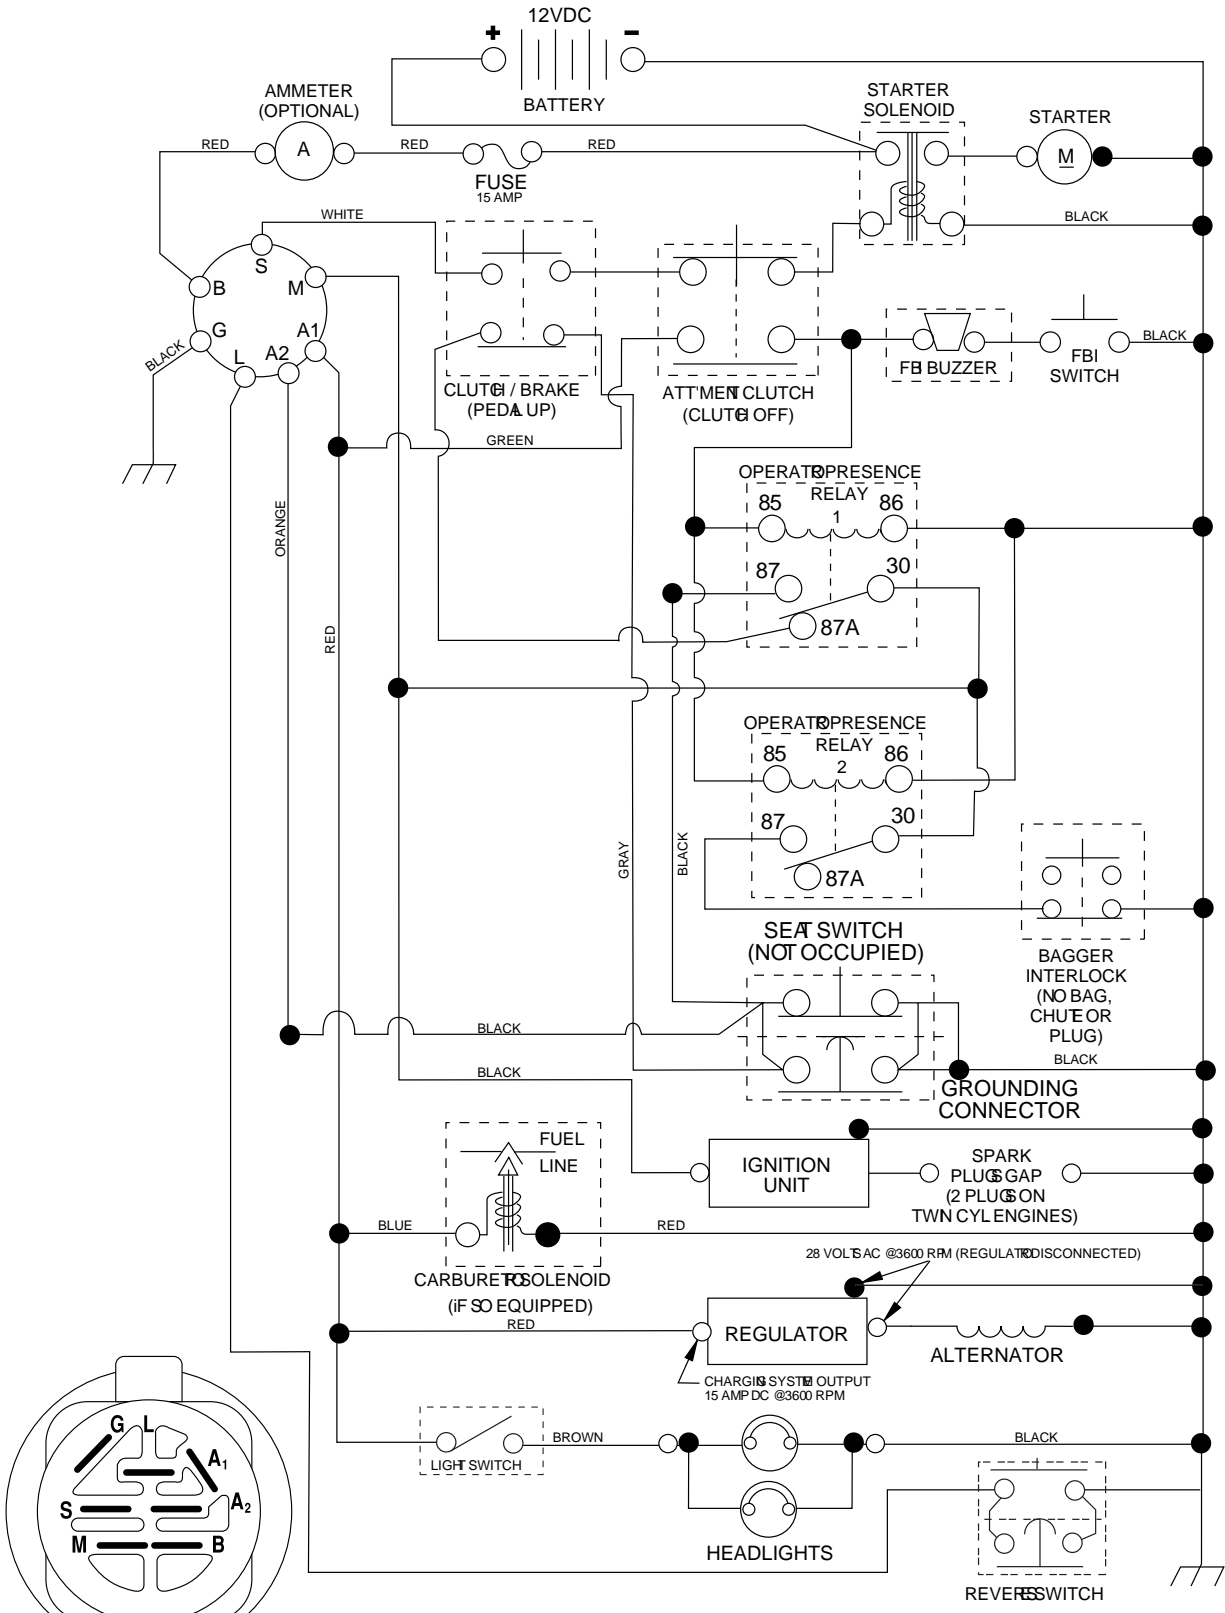 12VDC
+
-
BATTERY
AMMETER
(OPTIONAL)
A
RED
RED
RED
FUSE
15 AMP
STARTER
SOLENOID
STARTER
M
BLACK
WHITE
S
B
M
G
A1
L
A2
BLACK
CLUTCH / BRAKE
(PEDAL UP)
ATT'MENT CLUTCH
(CLUTCH OFF)
FBI BUZZER
FBI
SWITCH
BLACK
GREEN
ORANGE
RED
OPERATOR PRESENCE
RELAY
1
85
86
87
30
87A
OPERATOR PRESENCE
RELAY
2
85
86
87
30
87A
GRAY
BLACK
SEAT SWITCH
(NOT OCCUPIED)
BAGGER
INTERLOCK
(NO BAG,
CHUTE OR
PLUG)
BLACK
BLACK
BLACK
GROUNDING
CONNECTOR
FUEL
LINE
IGNITION
UNIT
SPARK
PLUGS GAP
(2 PLUGS ON
TWIN CYL ENGINES)
BLUE
RED
CARBURETOR SOLENOID
(iF SO EQUIPPED)
28 VOLTS AC @3600 RPM (REGULATOR DISCONNECTED)
RED
REGULATOR
ALTERNATOR
CHARGING SYSTEM OUTPUT
15 AMP DC @3600 RPM
LIGHT SWITCH
BROWN
BLACK
HEADLIGHTS
REVERSE SWITCH
G
L
A1
A2
S
M
B